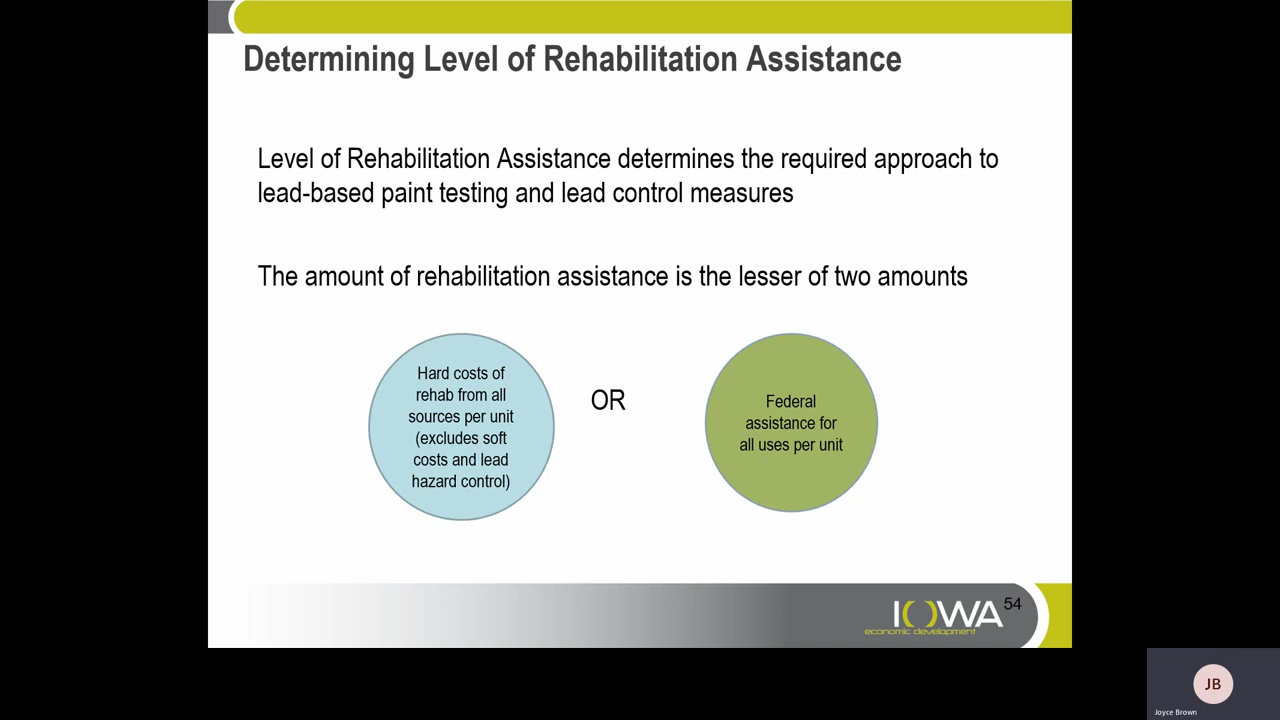 Determining Level of Rehabilitation Assistance
Level of Rehabilitation Assistance determines the required approach to
lead-based paint testing and lead control measures
The amount of rehabilitation assistance is the lesser of two amounts
Hard costs of
rehab from all
sources per unit
(excludes soft
costs and lead
hazard control)
OR
Federal
assistance for
all uses per unit
54
IOWA
economic development
JB
Joyce Brown